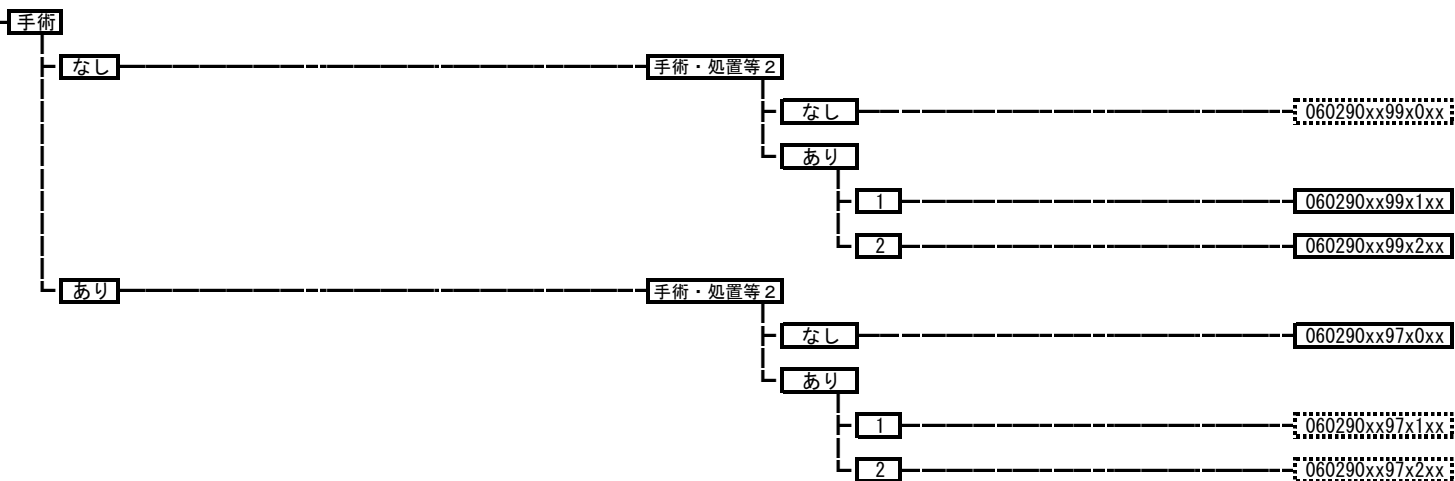 手術
なし 手術・処置等２
なし 060290xx99x0xx
あり
1 060290xx99x1xx
2 060290xx99x2xx
あり 手術・処置等２
なし 060290xx97x0xx
あり
1 060290xx97x1xx
2 060290xx97x2xx